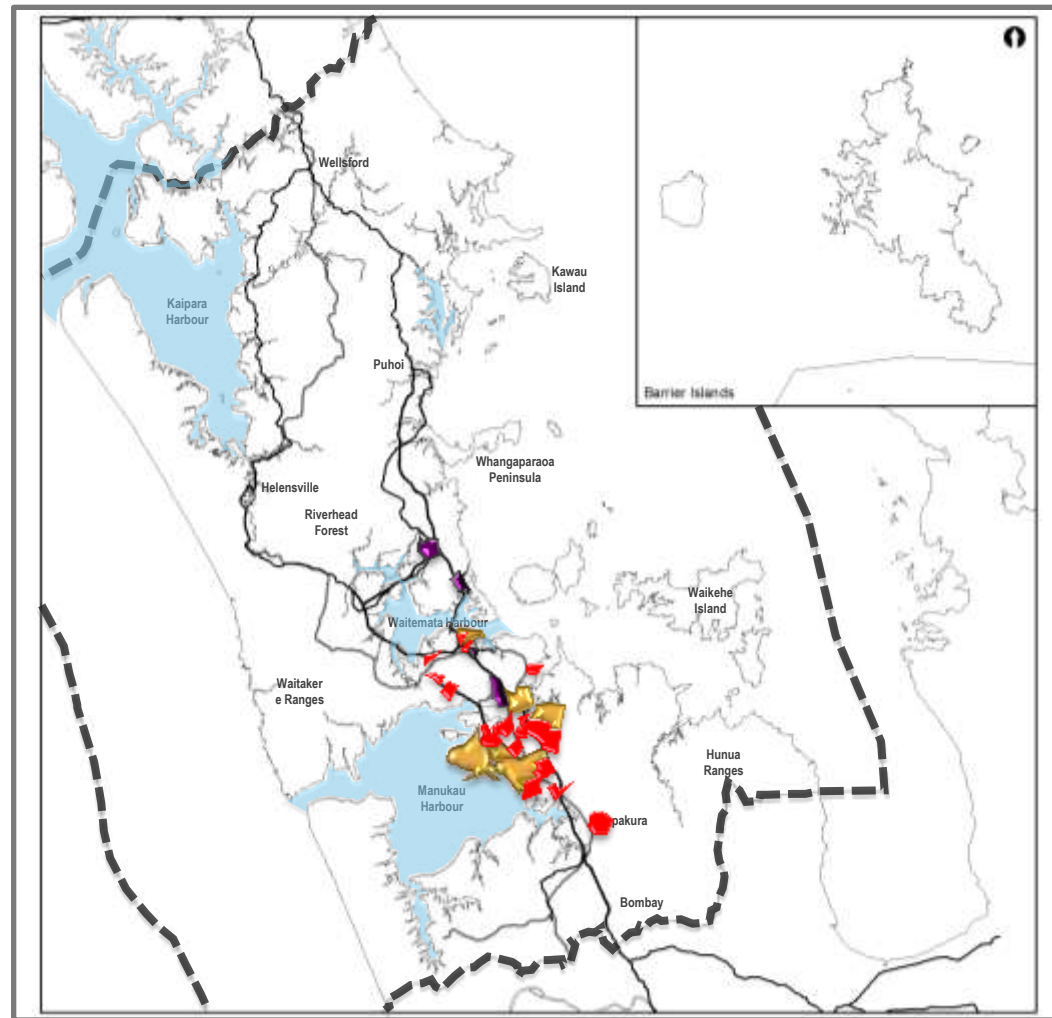 Wellsford
Kawau
Island
Kaipara
Harbour
Puhoi
Barrier Islands
Whangaparaoa
Peninsula
Helensville
Riverhead
Forest
Waikehe
Island
Waitemata Harbour
Waitaker
e Ranges
Hunua
Ranges
Manukau
Harbour
pakura
Bombay